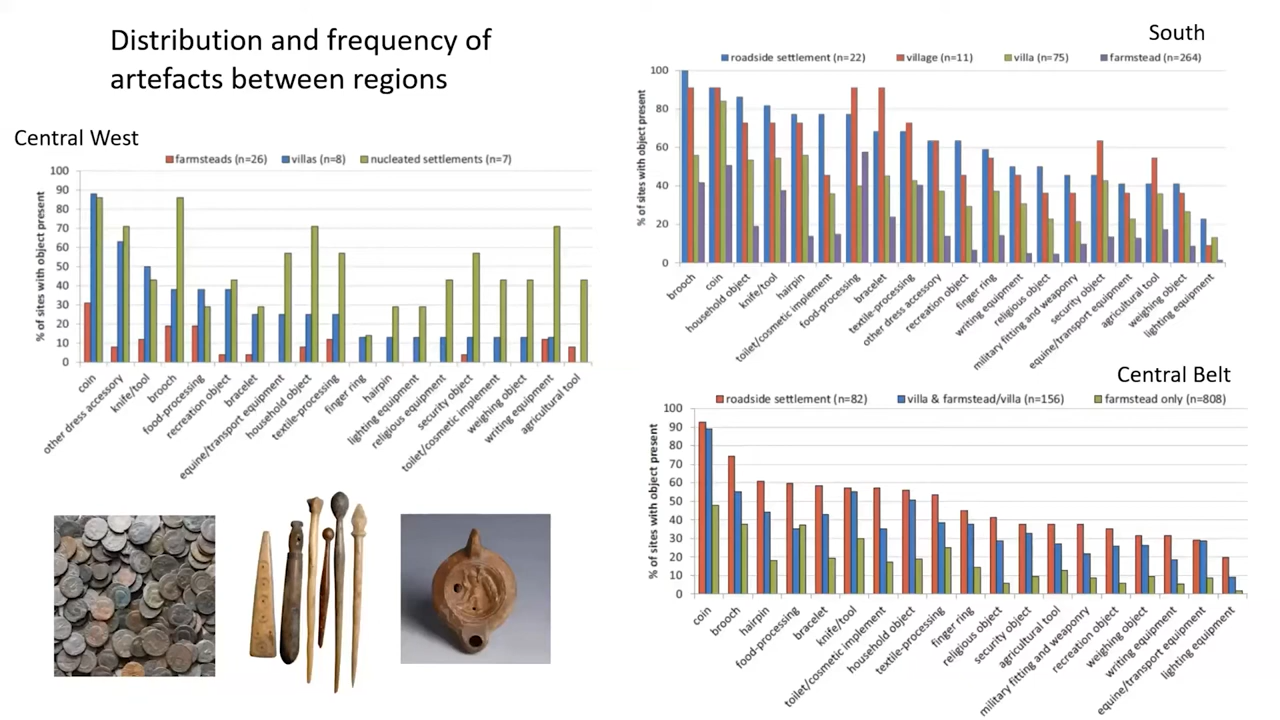 Distribution and frequency of
artefacts between regions
Central West
farmsteads (n=26) villas (n=8) nucleated settlements (n=7)
% of sites with object present
100
90
80
70
60
50
40
30
20
10
0
coin
other dress accessory
knife/tool
brooch
food-processing
recreation object
bracelet
equine/transport equipment
household object
textile-processing
finger ring
hairpin
lighting equipment
religious equipment
security object
toilet/cosmetic implement
weighing object
writing equipment
agricultural tool
South
roadside settlement (n=22) village (n=11) villa (n=75) farmstead (n=264)
% of sites with object present
100
80
60
40
20
0
brooch
coin
household object
knife/tool
hairpin
toilet/cosmetic implement
food-processing
bracelet
textile-processing
other dress accessory
recreation object
finger ring
writing equipment
religious object
military fitting and weaponry
security object
equine/transport equipment
agricultural tool
weighing object
lighting equipment
Central Belt
roadside settlement (n=82) villa & farmstead/villa (n=156) farmstead only (n=808)
% of sites with object present
100
90
80
70
60
50
40
30
20
10
0
coin
brooch
hairpin
food-processing
bracelet
knife/tool
toilet/cosmetic implement
household object
textile-processing
finger ring
religious object
security object
agricultural tool
military fitting and weaponry
recreation object
weighing object
writing equipment
equine/transport equipment
lighting equipment